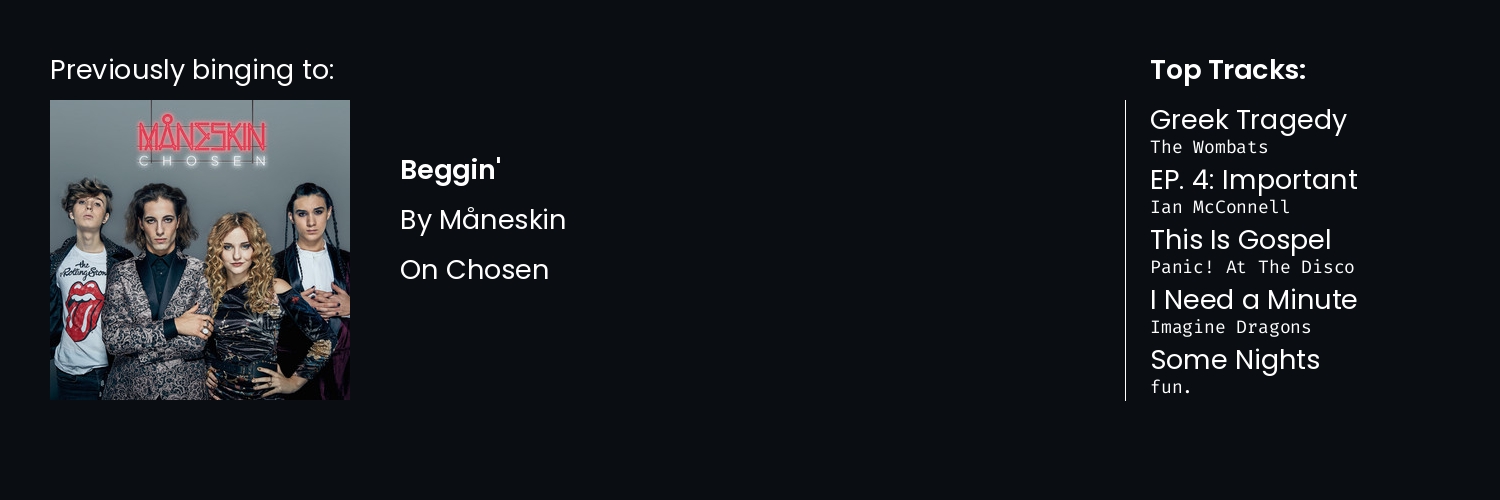 Previously binging to:
MÅNESKIN
CHOSEN
the
Rolling Stones
Beggin'
By Måneskin
On Chosen
Top Tracks:
Greek Tragedy
The Wombats
EP. 4: Important
Ian McConnell
This Is Gospel
Panic! At The Disco
I Need a Minute
Imagine Dragons
Some Nights
fun.